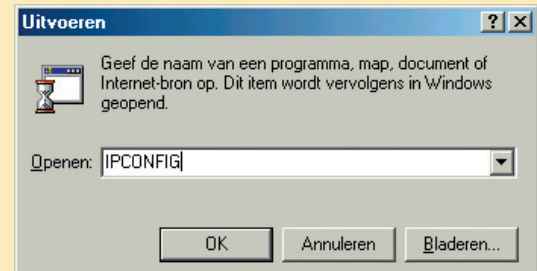 Uitvoeren
Geef de naam van een programma, map, document of
Internet-bron op. Dit item wordt vervolgens in Windows
geopend.
Openen: IPCONFIG
OK Annuleren Bladeren...